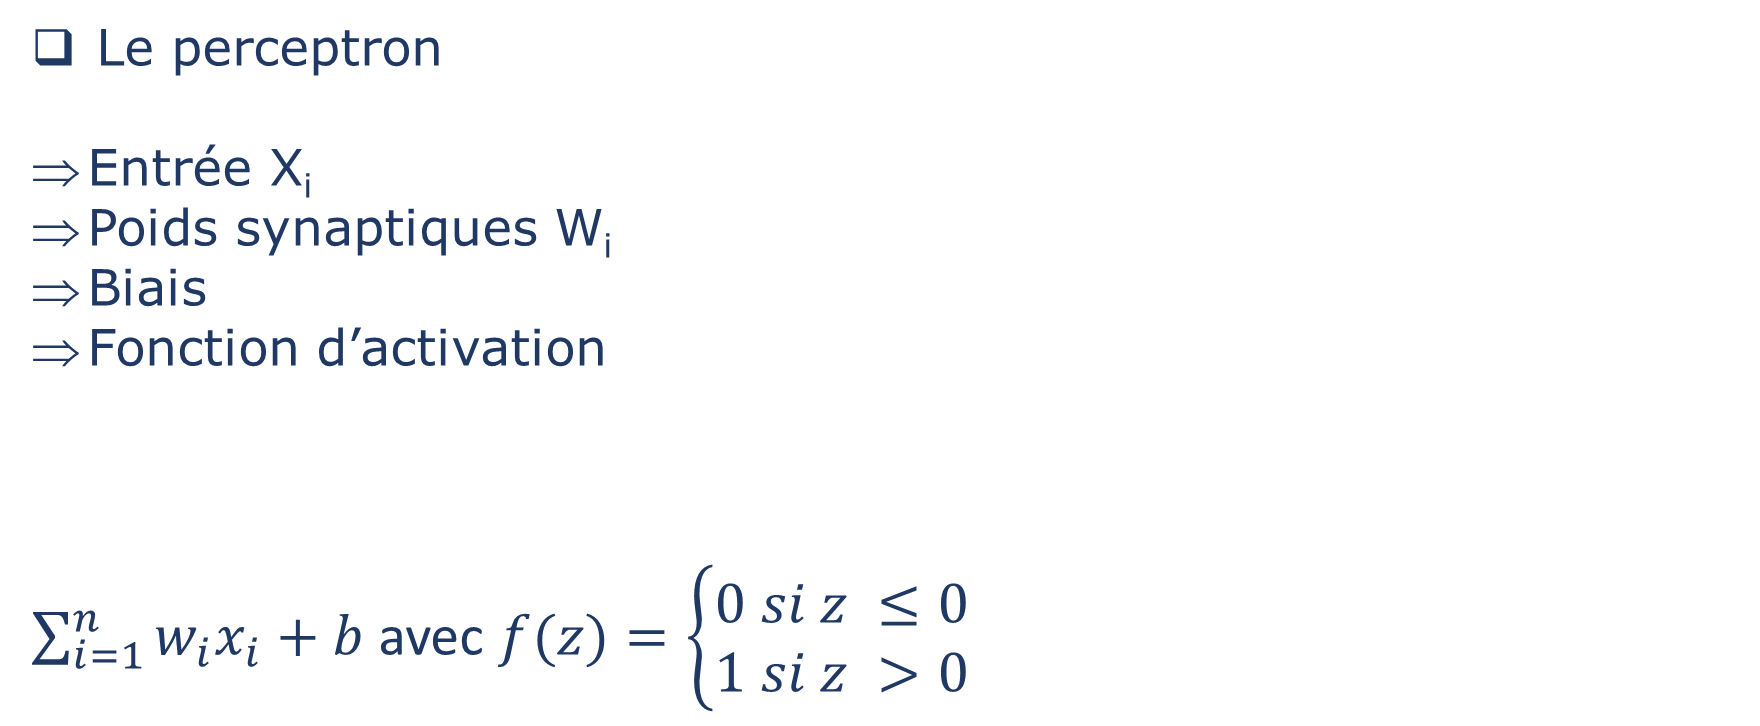 ❑ Le perceptron
⇒Entrée Xᵢ
⇒Poids synaptiques Wᵢ
⇒Biais
⇒Fonction d’activation
∑ⁿᵢ₌₁ wᵢxᵢ + b avec f(z) = {0 si z ≤ 0
1 si z > 0